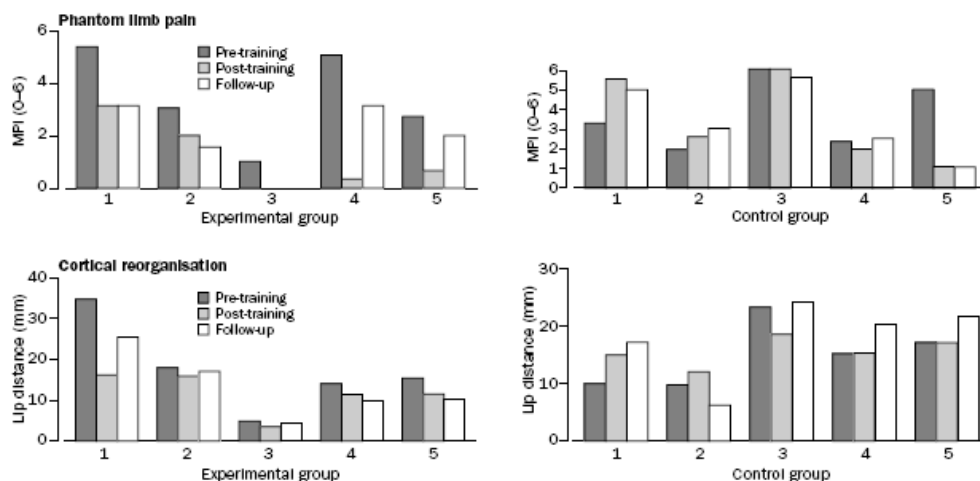 Phantom limb pain
6
4
2
0
MPI (0–6)
Pre-training
Post-training
Follow-up
1 2 3 4 5
Experimental group
6
5
4
3
2
1
0
MPI (0–6)
1 2 3 4 5
Control group
Cortical reorganisation
40
30
20
10
0
Lip distance (mm)
Pre-training
Post-training
Follow-up
1 2 3 4 5
Experimental group
30
20
10
0
Lip distance (mm)
1 2 3 4 5
Control group